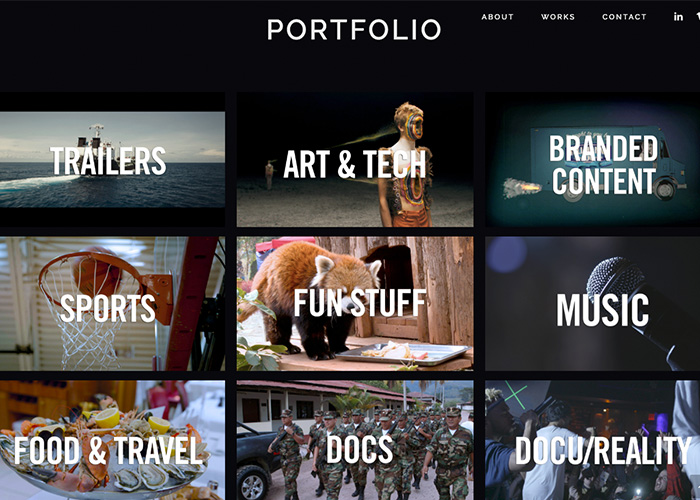 PORTFOLIO
ABOUT
WORKS
CONTACT
in
TRAILERS
ART & TECH
BRANDED
CONTENT
SPORTS
FUN STUFF
MUSIC
FOOD & TRAVEL
DOCS
DOCU/REALITY